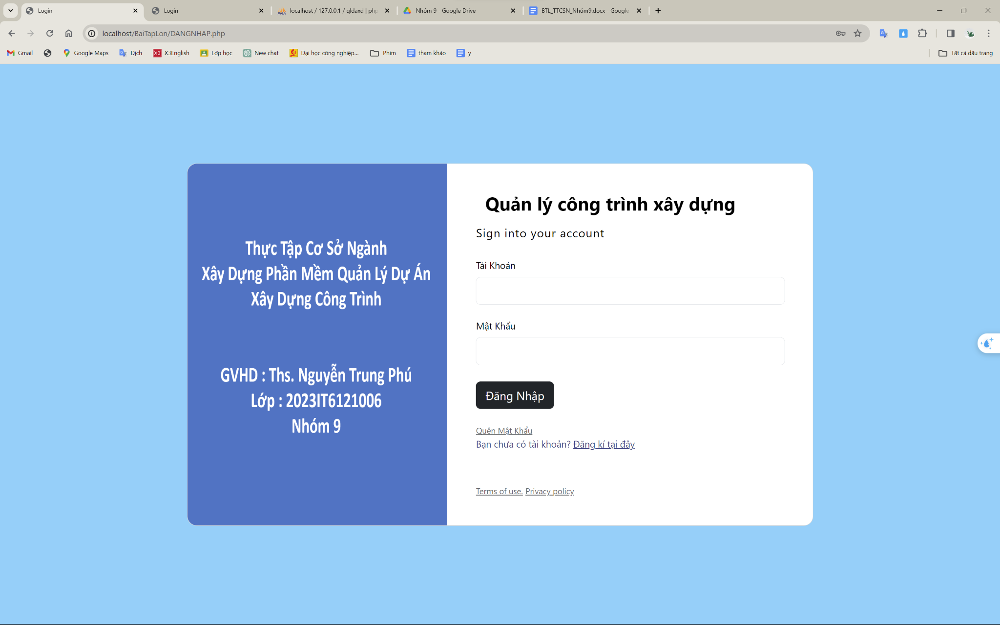 Login
Login
localhost / 127.0.0.1 / qldaxd | php
Nhóm 9 - Google Drive
BTL_TTCSN_Nhóm9.docx - Google
localhost/BaiTapLon/DANGNHAP.php
Gmail
Google Maps
Dịch
X3English
Lớp học
New chat
Đại học công nghiệp...
Phim
tham khảo
y
Tất cả dấu trang
Thực Tập Cơ Sở Ngành
Xây Dựng Phần Mềm Quản Lý Dự Án
Xây Dựng Công Trình
GVHD : Ths. Nguyễn Trung Phú
Lớp : 2023IT6121006
Nhóm 9
Quản lý công trình xây dựng
Sign into your account
Tài Khoản
Mật Khẩu
Đăng Nhập
Quên Mật Khẩu
Bạn chưa có tài khoản? Đăng kí tại đây
Terms of use. Privacy policy